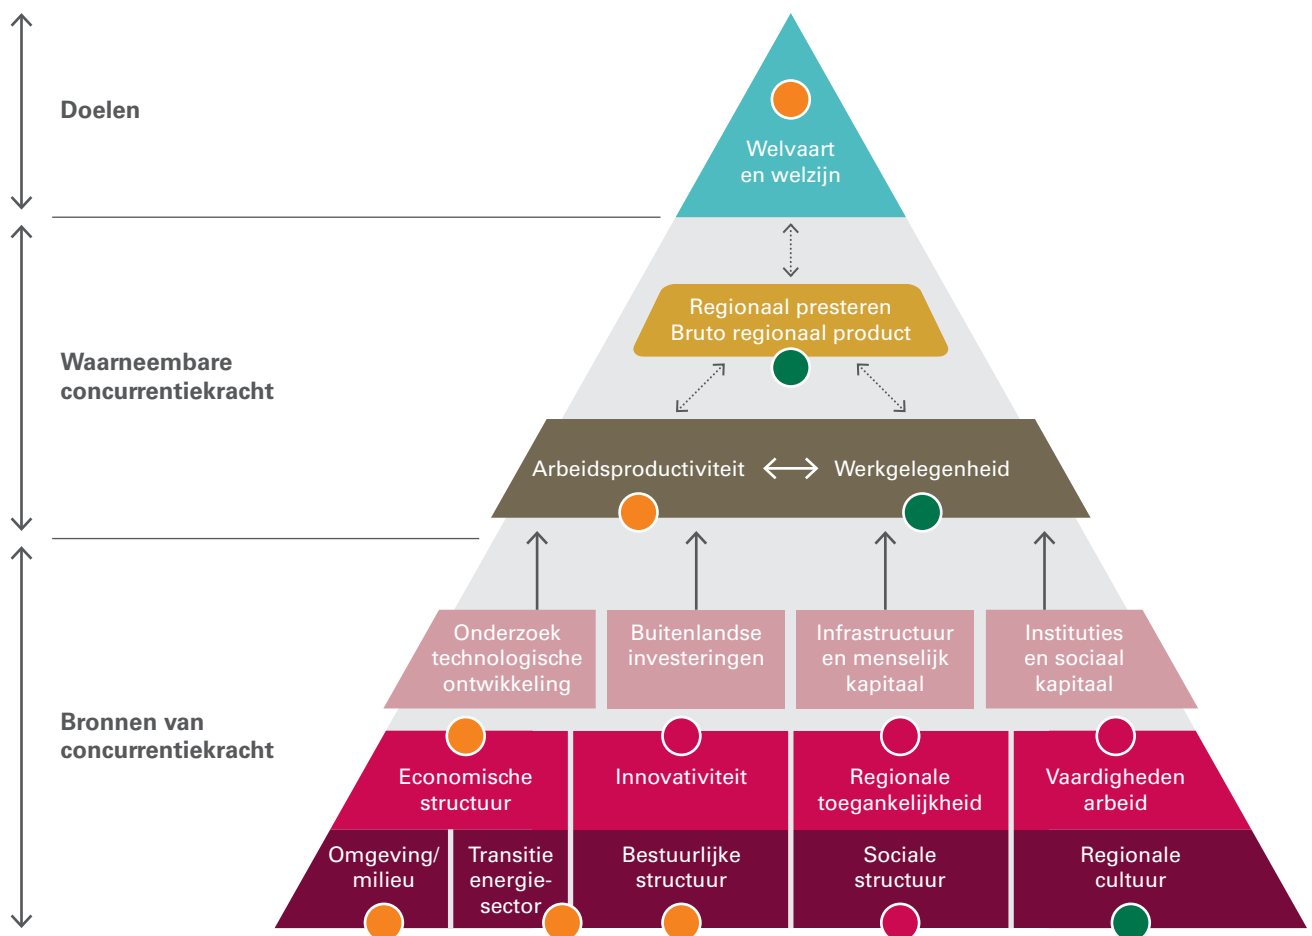 Doelen
Welvaart
en welzijn
Waarneembare
concurrentiekracht
Regionaal presteren
Bruto regionaal product
Arbeidsproductiviteit
Werkgelegenheid
Bronnen van
concurrentiekracht
Onderzoek
technologische
ontwikkeling
Buitenlandse
investeringen
Infrastructuur
en menselijk
kapitaal
Instituties
en sociaal
kapitaal
Economische
structuur
Innovativiteit
Regionale
toegankelijkheid
Vaardigheden
arbeid
Omgeving/
milieu
Transitie
energie-
sector
Bestuurlijke
structuur
Sociale
structuur
Regionale
cultuur